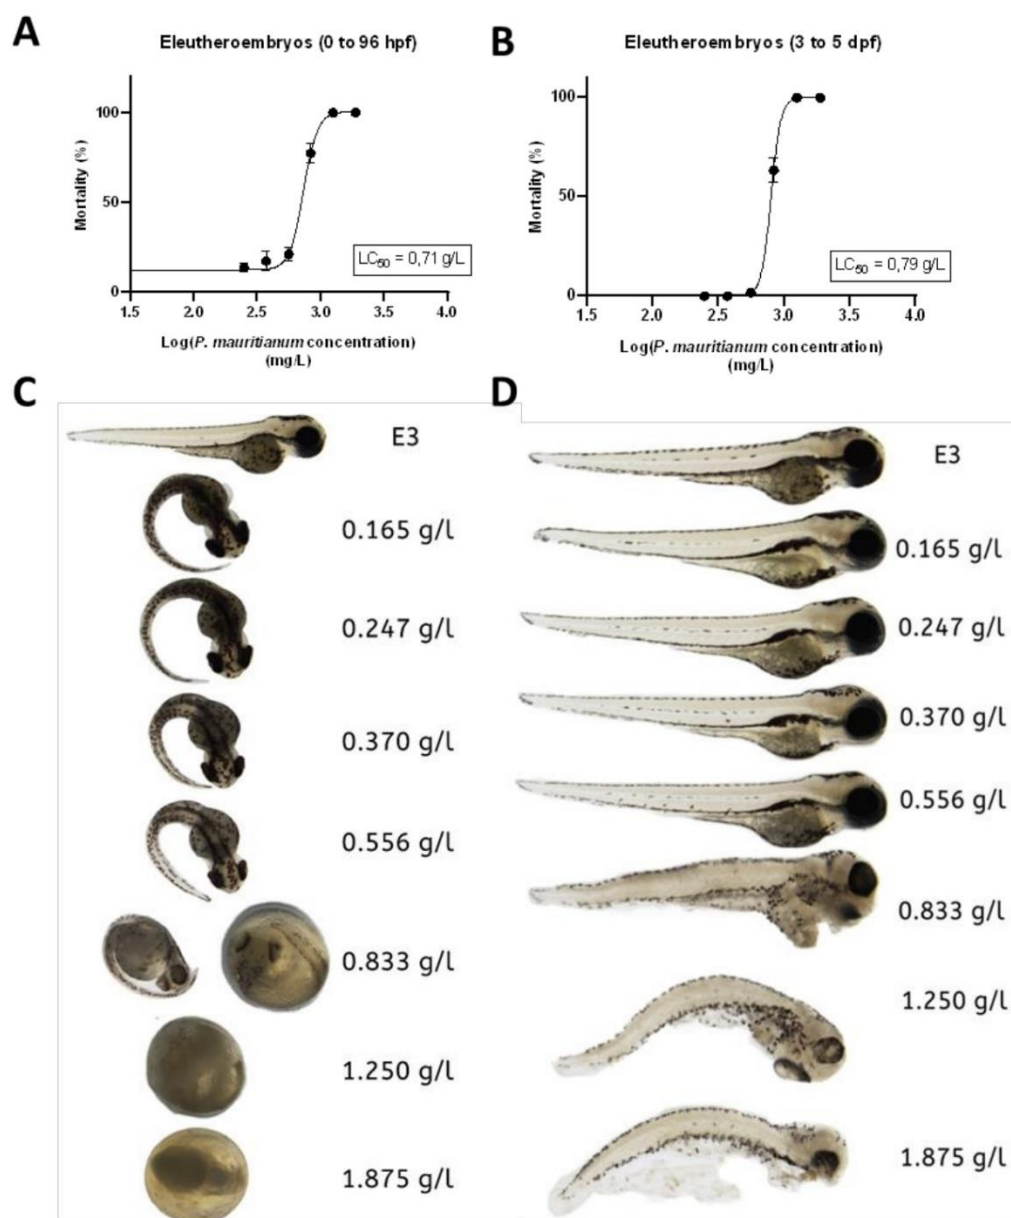 A
Eleutheroembryos (0 to 96 hpf)
Mortality (%)
100
50
0
1.5 2.0 2.5 3.0 3.5 4.0
LC50 = 0,71 g/L
Log(P. mauritianum concentration)
(mg/L)
B
Eleutheroembryos (3 to 5 dpf)
Mortality (%)
100
50
0
1.5 2.0 2.5 3.0 3.5 4.0
LC50 = 0,79 g/L
Log(P. mauritianum concentration)
(mg/L)
C
E3
0.165 g/l
0.247 g/l
0.370 g/l
0.556 g/l
0.833 g/l
1.250 g/l
1.875 g/l
D
E3
0.165 g/l
0.247 g/l
0.370 g/l
0.556 g/l
0.833 g/l
1.250 g/l
1.875 g/l